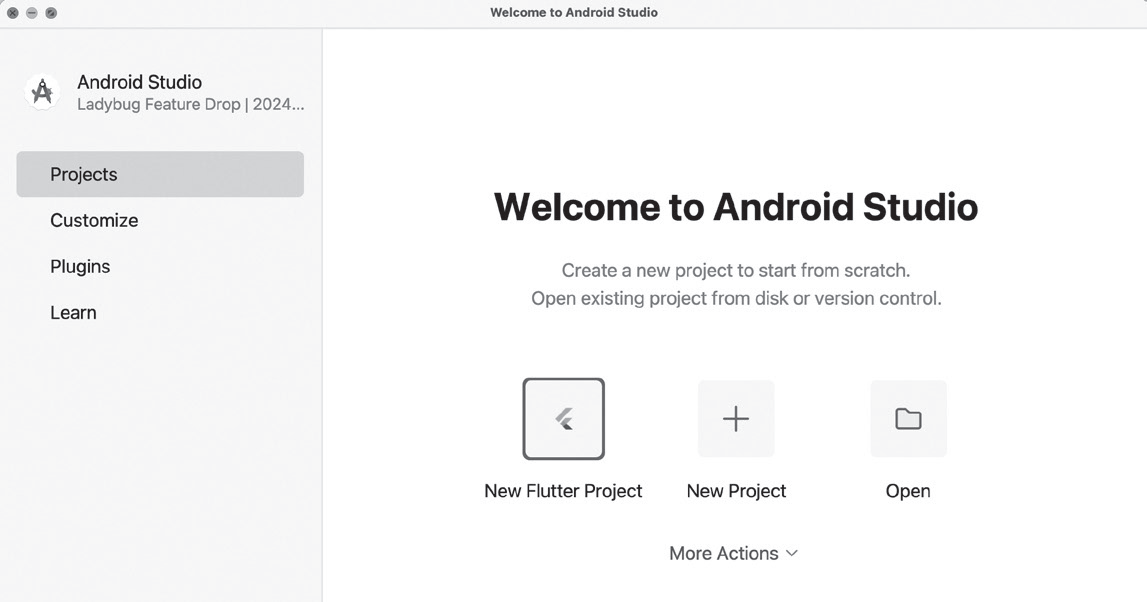 Welcome to Android Studio
Android Studio
Ladybug Feature Drop | 2024...
Projects
Customize
Plugins
Learn
Welcome to Android Studio
Create a new project to start from scratch.
Open existing project from disk or version control.
New Flutter Project
New Project
Open
More Actions